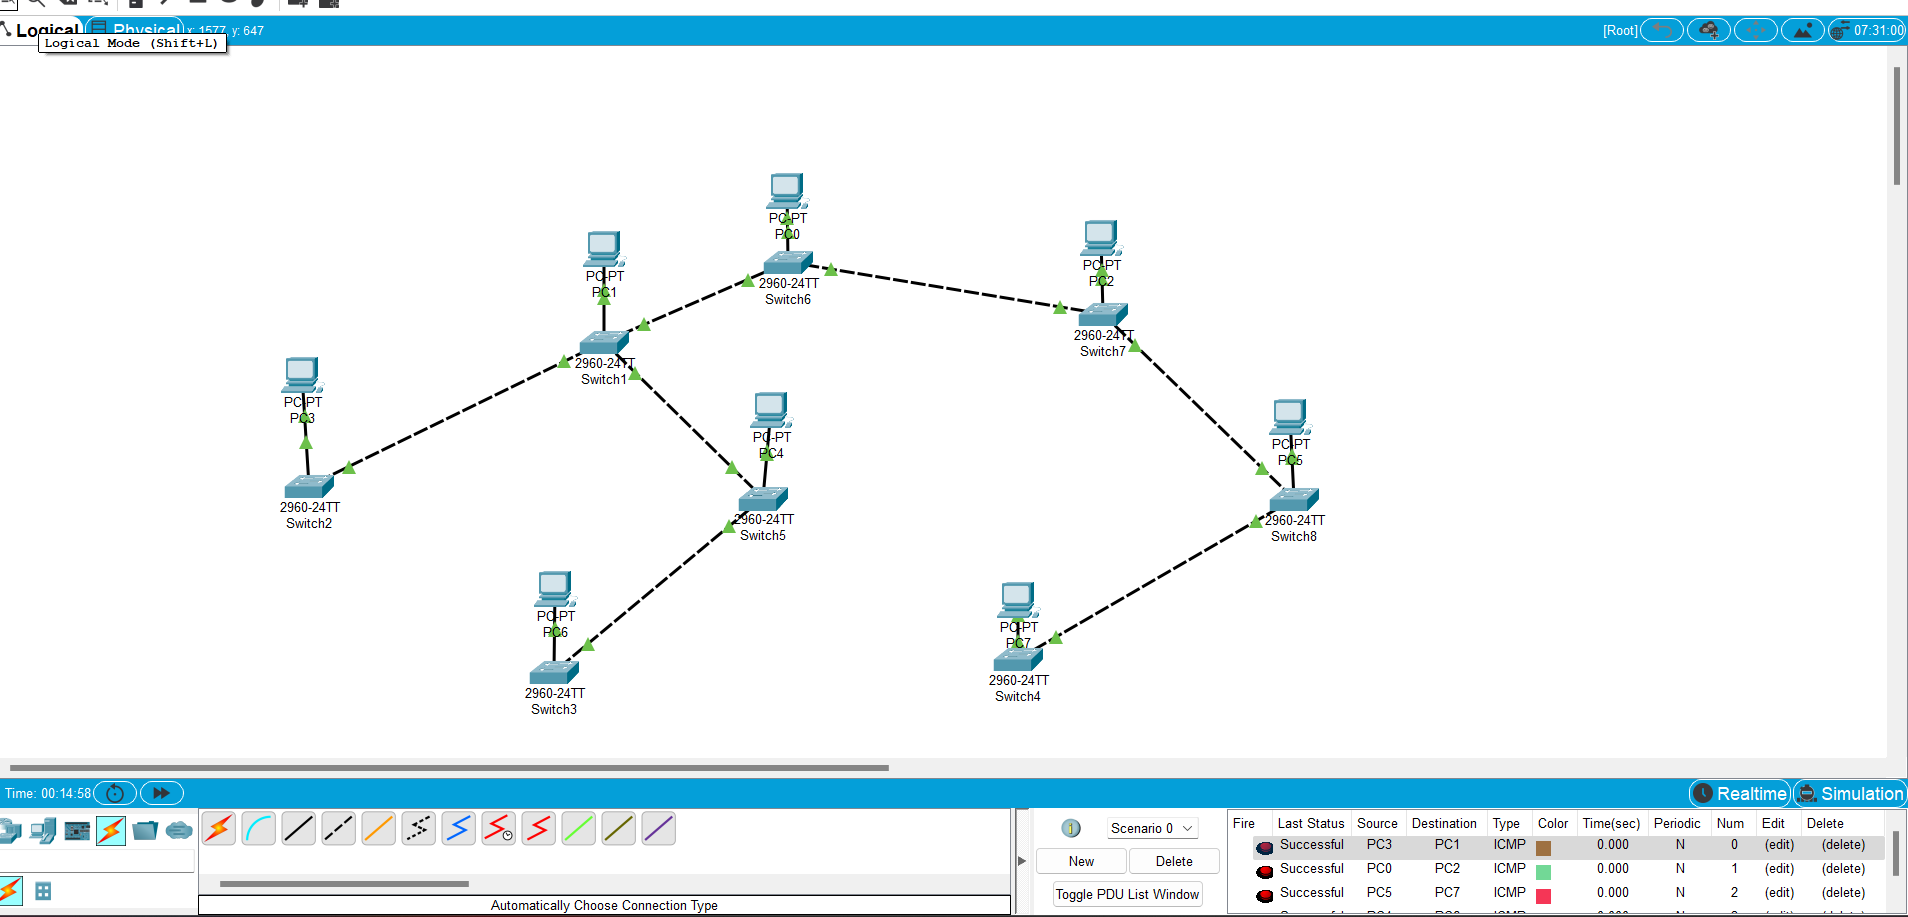 Logical
Physical x: 1577, y: 647
Logical Mode (Shift+L)
[Root]
07:31:00
PC-PT
PC0
2960-24TT
Switch6
PC-PT
PC1
2960-24TT
Switch1
PC-PT
PC2
2960-24TT
Switch7
PC-PT
PC3
2960-24TT
Switch2
PC-PT
PC4
2960-24TT
Switch5
PC-PT
PC5
2960-24TT
Switch8
PC-PT
PC6
2960-24TT
Switch3
PC-PT
PC7
2960-24TT
Switch4
Time: 00:14:58
Realtime
Simulation
Automatically Choose Connection Type
Scenario 0
New
Delete
Toggle PDU List Window
Fire Last Status Source Destination Type Color Time(sec) Periodic Num Edit Delete
Successful PC3 PC1 ICMP 0.000 N 0 (edit) (delete)
Successful PC0 PC2 ICMP 0.000 N 1 (edit) (delete)
Successful PC5 PC7 ICMP 0.000 N 2 (edit) (delete)